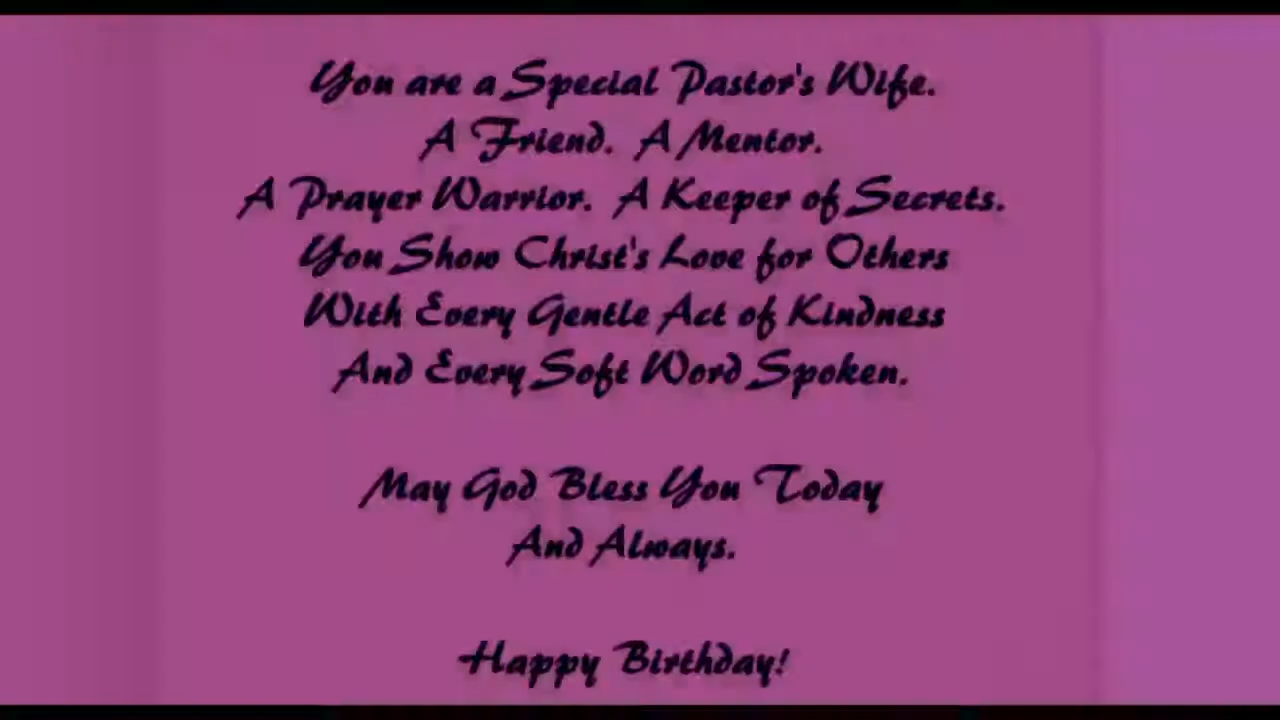 You are a Special Pastor's Wife.
A Friend. A Mentor.
A Prayer Warrior. A Keeper of Secrets.
You Show Christ's Love for Others
With Every Gentle Act of Kindness
And Every Soft Word Spoken.
May God Bless You Today
And Always.
Happy Birthday!